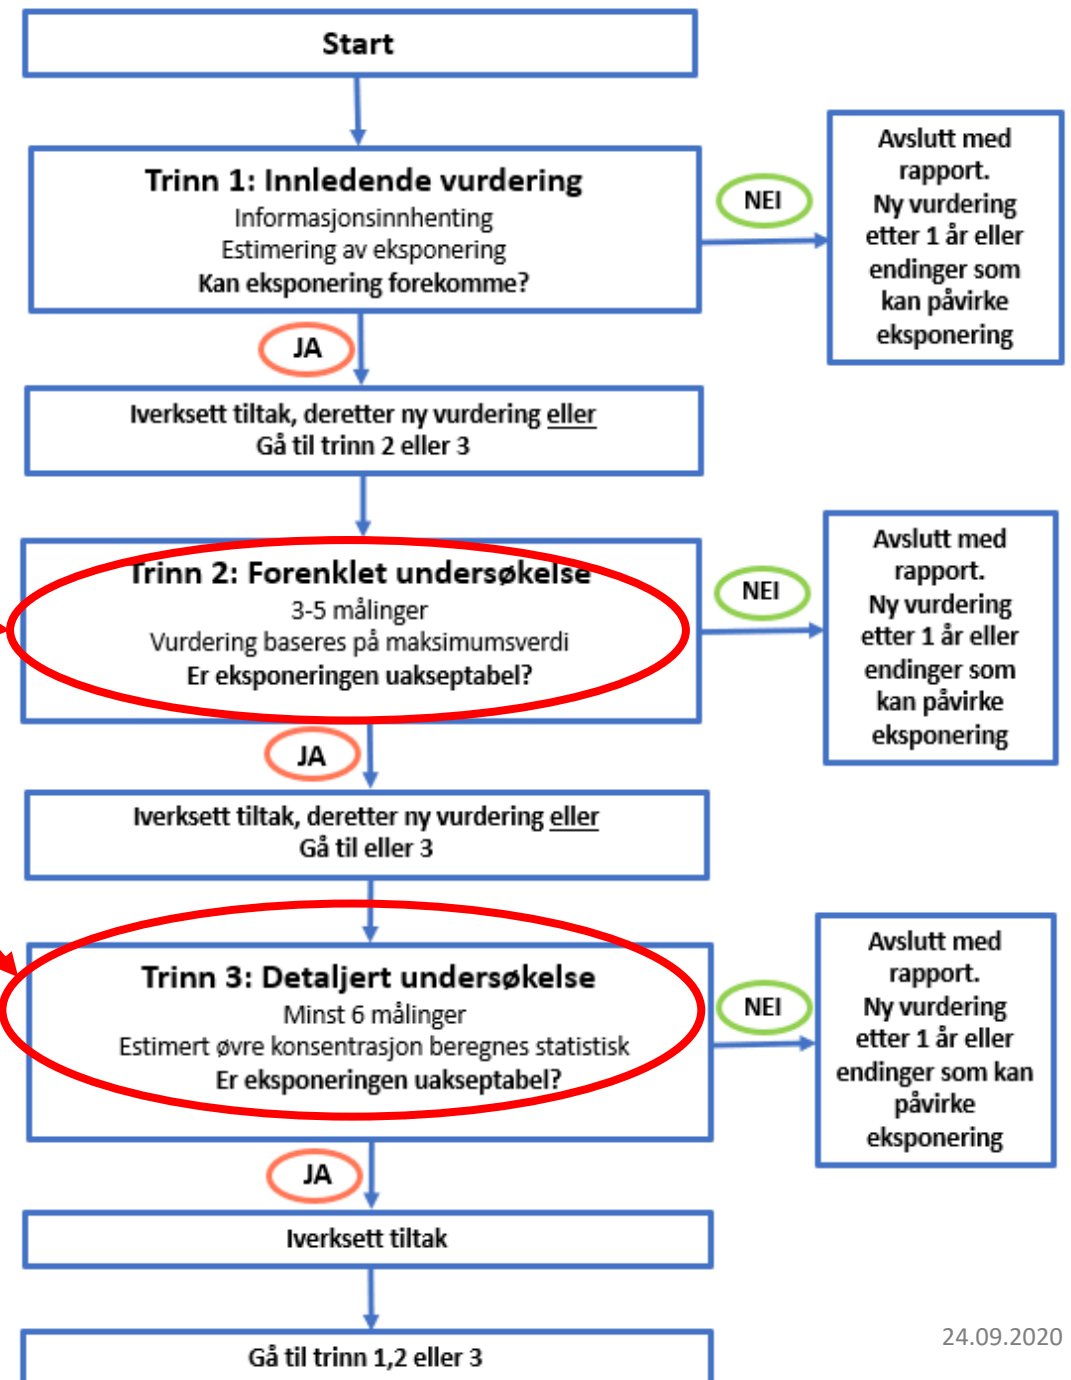 Start
Trinn 1: Innledende vurdering
Informasjonsinnhenting
Estimering av eksponering
Kan eksponering forekomme?
NEI
Avslutt med
rapport.
Ny vurdering
etter 1 år eller
endinger som
kan påvirke
eksponering
JA
Iverksett tiltak, deretter ny vurdering eller
Gå til trinn 2 eller 3
Trinn 2: Forenklet undersøkelse
3-5 målinger
Vurdering baseres på maksimumsverdi
Er eksponeringen uakseptabel?
NEI
Avslutt med
rapport.
Ny vurdering
etter 1 år eller
endinger som
kan påvirke
eksponering
JA
Iverksett tiltak, deretter ny vurdering eller
Gå til eller 3
Trinn 3: Detaljert undersøkelse
Minst 6 målinger
Estimert øvre konsentrasjon beregnes statistisk
Er eksponeringen uakseptabel?
NEI
Avslutt med
rapport.
Ny vurdering
etter 1 år eller
endinger som kan
påvirke
eksponering
JA
Iverksett tiltak
Gå til trinn 1,2 eller 3
24.09.2020